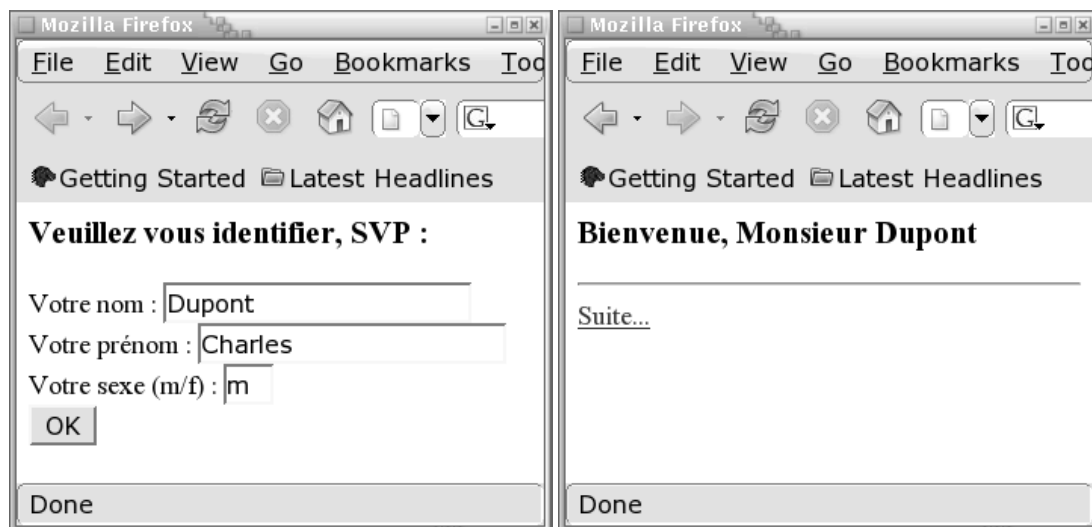 Mozilla Firefox
File Edit View Go Bookmarks Too
G
Getting Started Latest Headlines
Veuillez vous identifier, SVP :
Votre nom : Dupont
Votre prénom : Charles
Votre sexe (m/f) : m
OK
Done
Mozilla Firefox
File Edit View Go Bookmarks Too
G
Getting Started Latest Headlines
Bienvenue, Monsieur Dupont
Suite...
Done